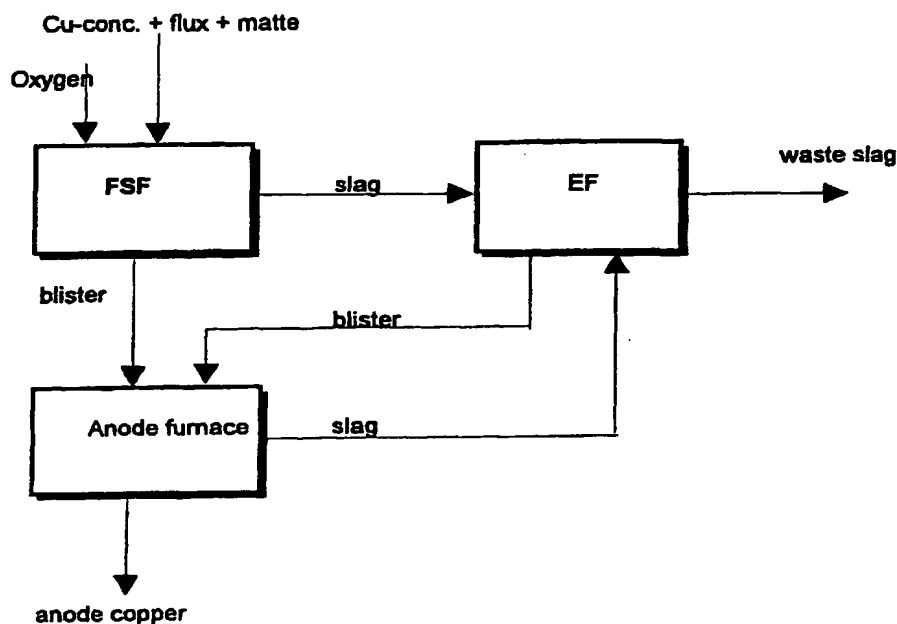 Cu-conc. + flux + matte
Oxygen
FSF
slag
EF
waste slag
blister
blister
Anode furnace
slag
anode copper